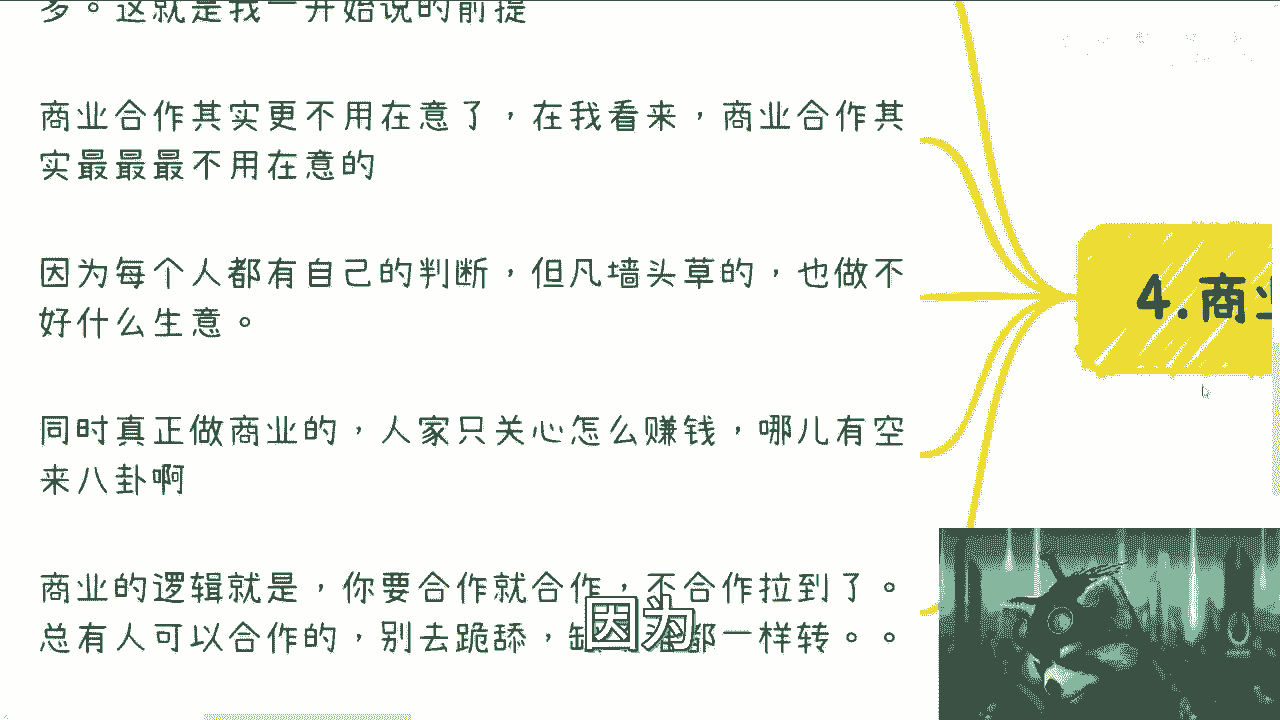 多。这就是我一开始说的前提
商业合作其实更不用在意了，在我看来，商业合作其
实最最最不用在意的
因为每个人都有自己的判断，但凡墙头草的，也做不
好什么生意。
同时真正做商业的，人家只关心怎么赚钱，哪儿有空
来八卦啊
商业的逻辑就是，你要合作就合作，不合作拉到了。
总有人可以合作的，别去跪舔，缺了谁都一样转。。
因为
4.商业